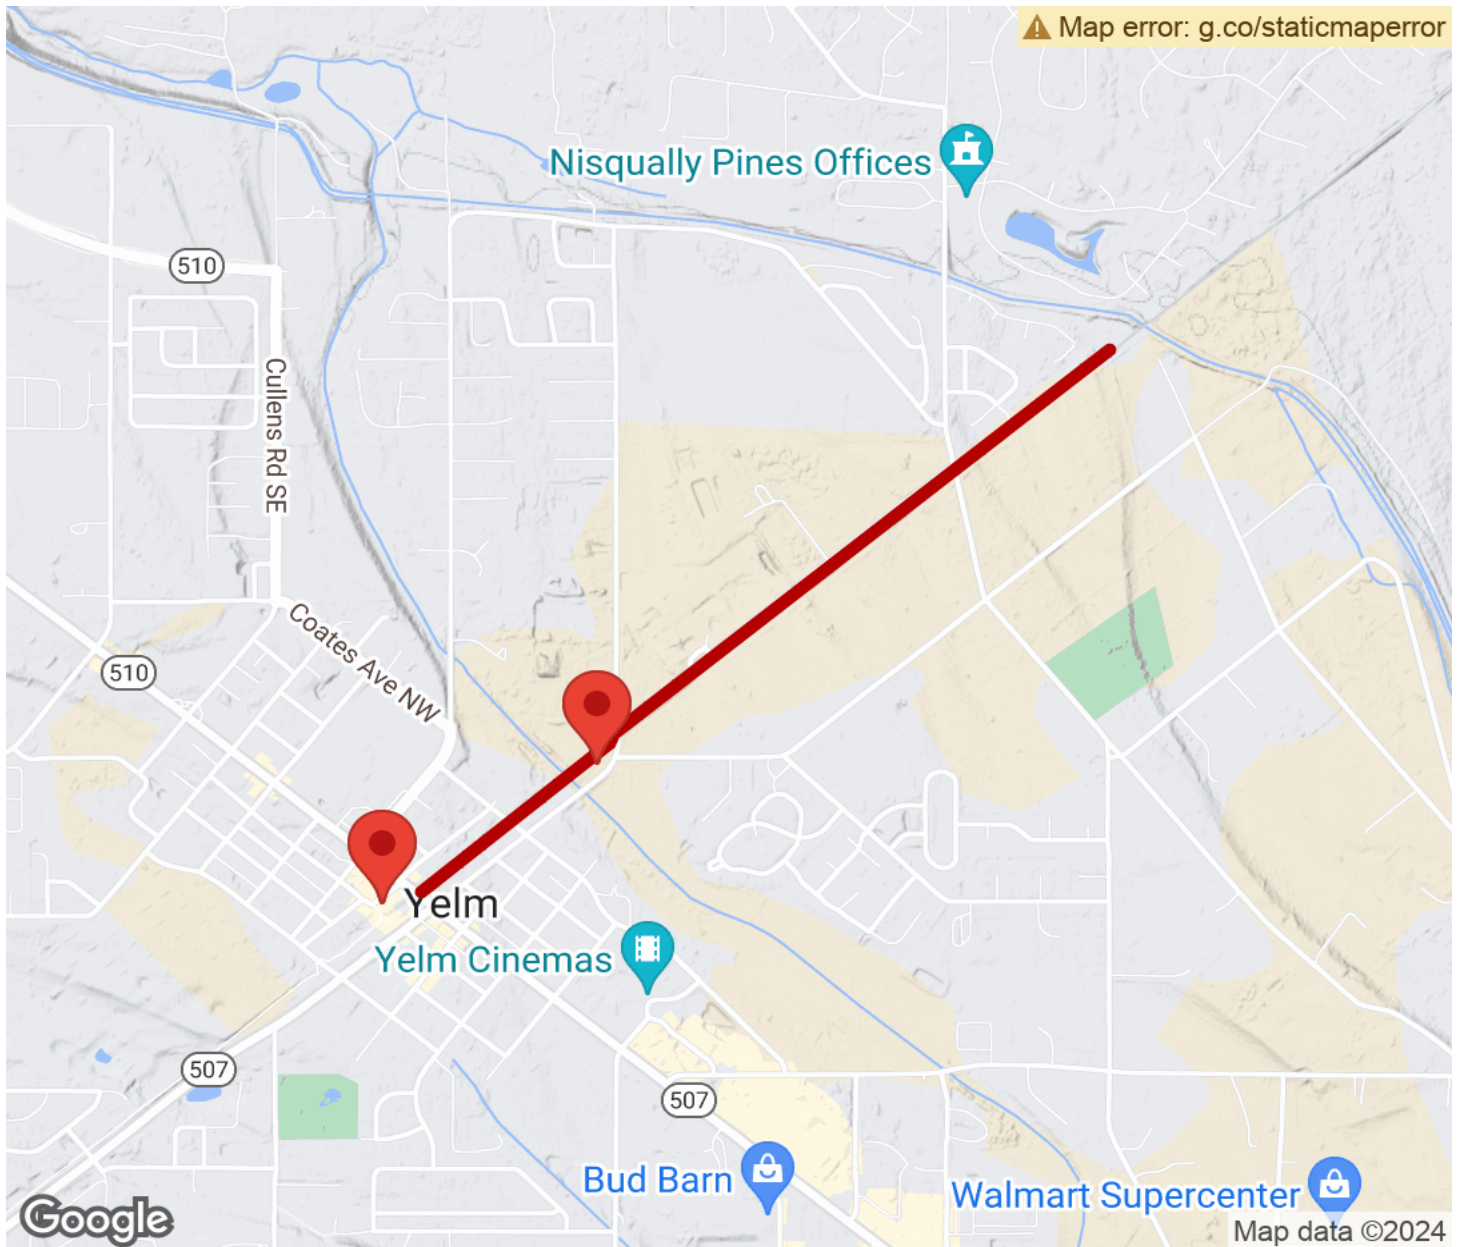 Map error: g.co/staticmaperror
Nisqually Pines Offices
510
Cullens Rd SE
Coates Ave NW
510
Yelm
Yelm Cinemas
507
507
Bud Barn
Walmart Supercenter
Google
Map data ©2024